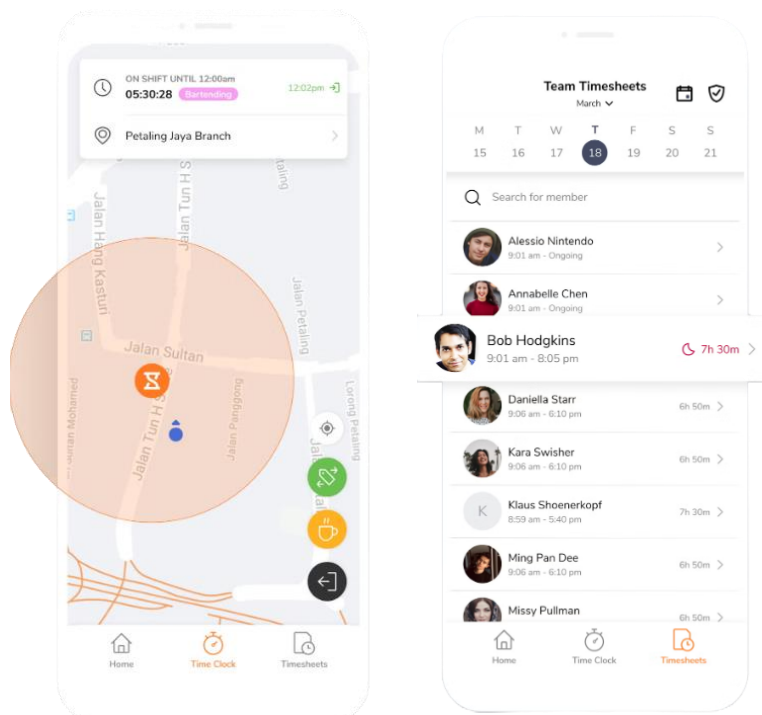 ON SHIFT UNTIL 12:00am
05:30:28 Bartending
12:02pm
Petaling Jaya Branch
Jalan Tun H S
Jalan Hang Kasturi
Jalan Petaling
Jalan Sultan
Lorong Petaling
Jalan Panggong
Jalan Tun H S
Home
Time Clock
Timesheets
Team Timesheets
March
M T W T F S S
15 16 17 18 19 20 21
Search for member
Alessio Nintendo
9:01 am - Ongoing
Annabelle Chen
9:01 am - Ongoing
Bob Hodgkins
9:01 am - 8:05 pm
7h 30m
Daniella Starr
9:06 am - 6:10 pm
6h 50m
Kara Swisher
9:06 am - 6:10 pm
6h 50m
K
Klaus Shoenerkopf
8:59 am - 5:40 pm
7h 30m
Ming Pan Dee
9:06 am - 6:10 pm
6h 50m
Missy Pullman
6h 50m
Home
Time Clock
Timesheets